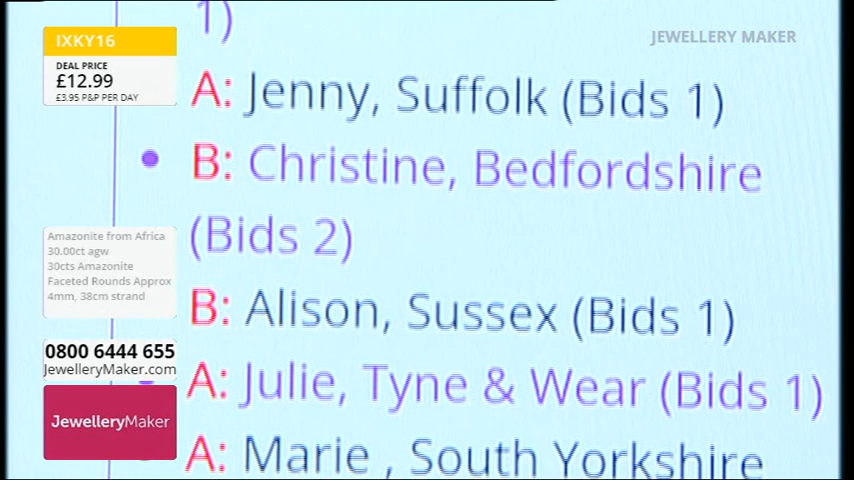 IXKY16
DEAL PRICE
£12.99
£3.95 P&P PER DAY
JEWELLERY MAKER
1)
A: Jenny, Suffolk (Bids 1)
B: Christine, Bedfordshire
(Bids 2)
B: Alison, Sussex (Bids 1)
A: Julie, Tyne & Wear (Bids 1)
A: Marie , South Yorkshire
Amazonite from Africa
30.00ct agw
30cts Amazonite
Faceted Rounds Approx
4mm, 38cm strand
0800 6444 655
JewelleryMaker.com
JewelleryMaker